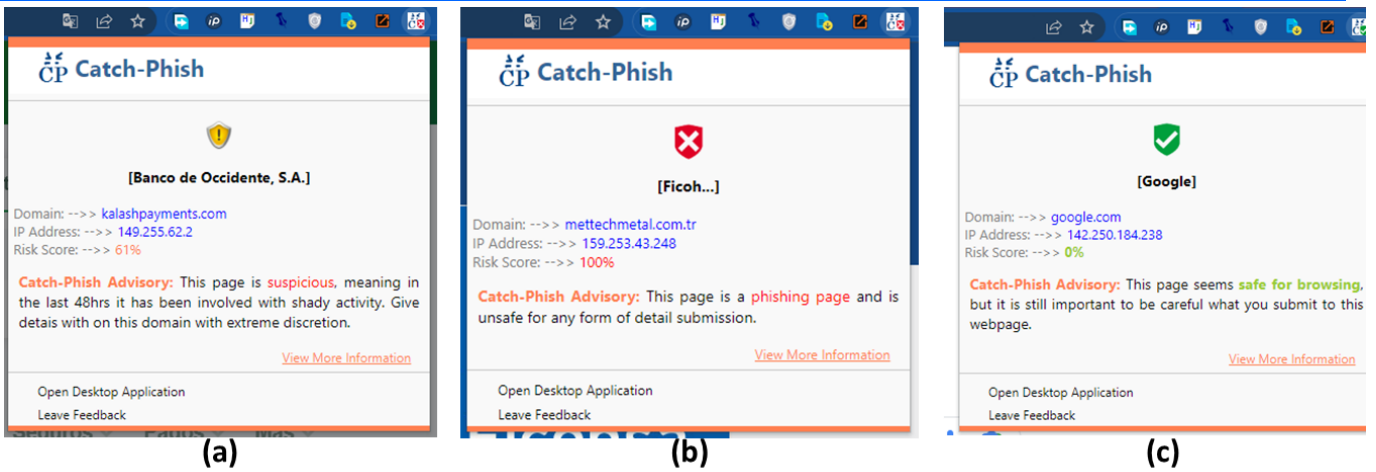 CP Catch-Phish
[Banco de Occidente, S.A.]
Domain: -->> kalashpayments.com
IP Address: -->> 149.255.62.2
Risk Score: -->> 61%
Catch-Phish Advisory: This page is suspicious, meaning in
the last 48hrs it has been involved with shady activity. Give
detais with on this domain with extreme discretion.
View More Information
Open Desktop Application
Leave Feedback
(a)
CP Catch-Phish
[Ficoh...]
Domain: -->> mettechmetal.com.tr
IP Address: -->> 159.253.43.248
Risk Score: -->> 100%
Catch-Phish Advisory: This page is a phishing page and is
unsafe for any form of detail submission.
View More Information
Open Desktop Application
Leave Feedback
(b)
CP Catch-Phish
[Google]
Domain: -->> google.com
IP Address: -->> 142.250.184.238
Risk Score: -->> 0%
Catch-Phish Advisory: This page seems safe for browsing,
but it is still important to be careful what you submit to this
webpage.
View More Information
Open Desktop Application
Leave Feedback
(c)